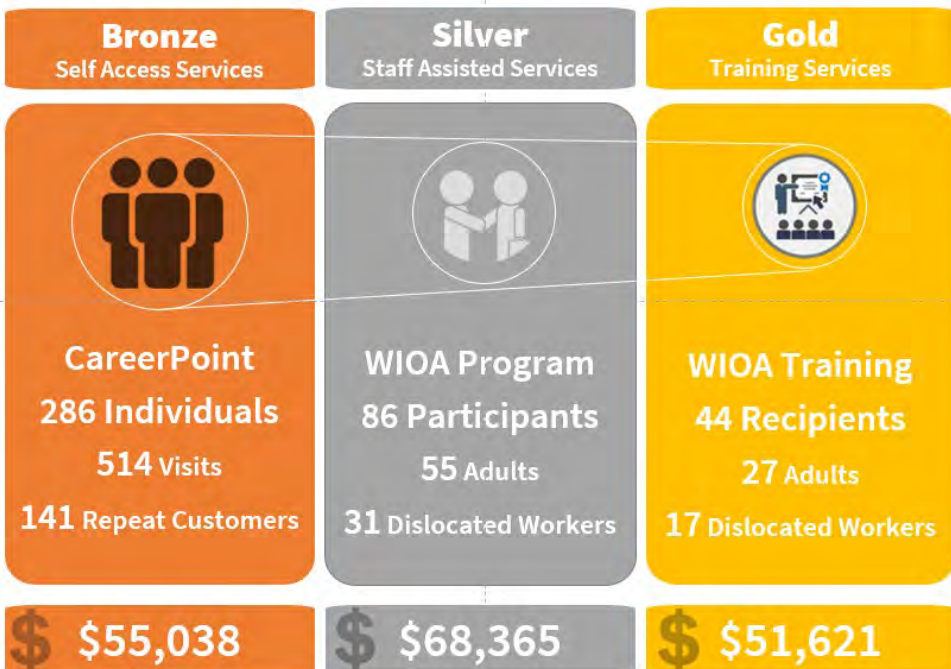 Bronze
Self Access Services
CareerPoint
286 Individuals
514 Visits
141 Repeat Customers
$ $55,038
Silver
Staff Assisted Services
WIOA Program
86 Participants
55 Adults
31 Dislocated Workers
$ $68,365
Gold
Training Services
WIOA Training
44 Recipients
27 Adults
17 Dislocated Workers
$ $51,621